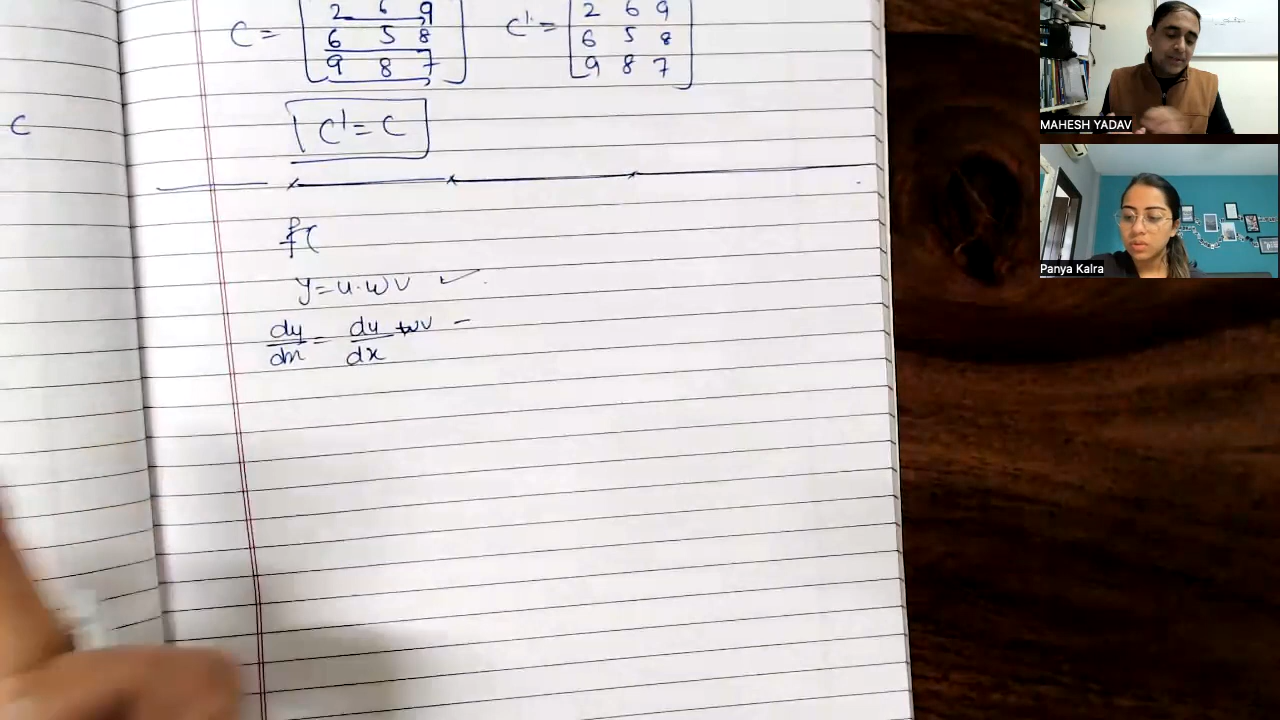 C = [ 2 6 9 C' = [ 2 6 9
6 5 8 6 5 8
9 8 7 ] 9 8 7 ]
C
C' = C
f(
y = u·wv ✓
dy/dx = du/dx wv –
MAHESH YADAV
Panya Kalra